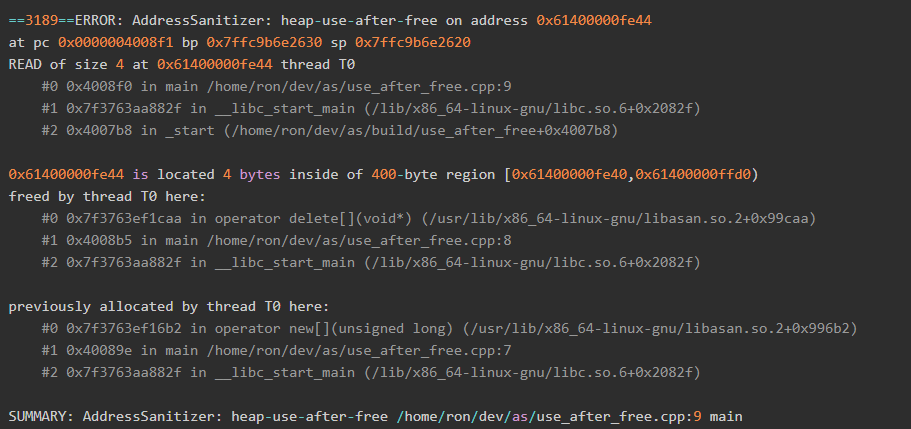 ==3189==ERROR: AddressSanitizer: heap-use-after-free on address 0x61400000fe44
at pc 0x0000004008f1 bp 0x7ffc9b6e2630 sp 0x7ffc9b6e2620
READ of size 4 at 0x61400000fe44 thread T0
    #0 0x4008f0 in main /home/ron/dev/as/use_after_free.cpp:9
    #1 0x7f3763aa882f in __libc_start_main (/lib/x86_64-linux-gnu/libc.so.6+0x2082f)
    #2 0x4007b8 in _start (/home/ron/dev/as/build/use_after_free+0x4007b8)

0x61400000fe44 is located 4 bytes inside of 400-byte region [0x61400000fe40,0x61400000ffd0)
freed by thread T0 here:
    #0 0x7f3763ef1caa in operator delete[](void*) (/usr/lib/x86_64-linux-gnu/libasan.so.2+0x99caa)
    #1 0x4008b5 in main /home/ron/dev/as/use_after_free.cpp:8
    #2 0x7f3763aa882f in __libc_start_main (/lib/x86_64-linux-gnu/libc.so.6+0x2082f)

previously allocated by thread T0 here:
    #0 0x7f3763ef16b2 in operator new[](unsigned long) (/usr/lib/x86_64-linux-gnu/libasan.so.2+0x996b2)
    #1 0x40089e in main /home/ron/dev/as/use_after_free.cpp:7
    #2 0x7f3763aa882f in __libc_start_main (/lib/x86_64-linux-gnu/libc.so.6+0x2082f)

SUMMARY: AddressSanitizer: heap-use-after-free /home/ron/dev/as/use_after_free.cpp:9 main